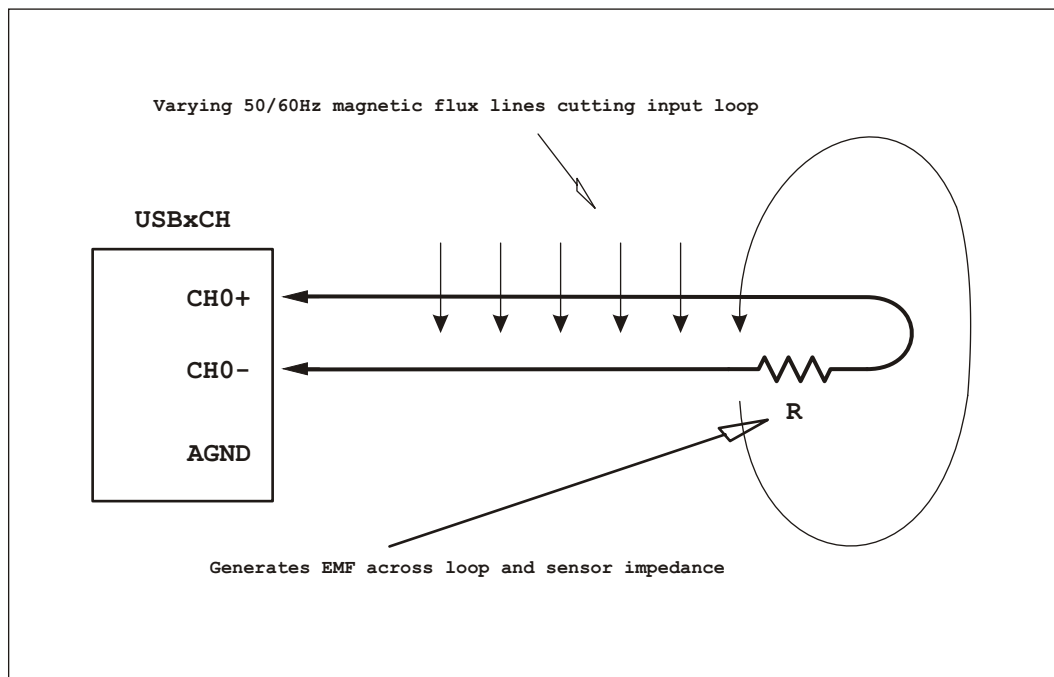 Varying 50/60Hz magnetic flux lines cutting input loop
USBxCH
CH0+
CH0-
R
AGND
Generates EMF across loop and sensor impedance